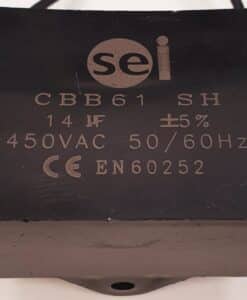 sei
CBB61 SH
14 µF ±5%
450VAC 50/60Hz
CE EN60252